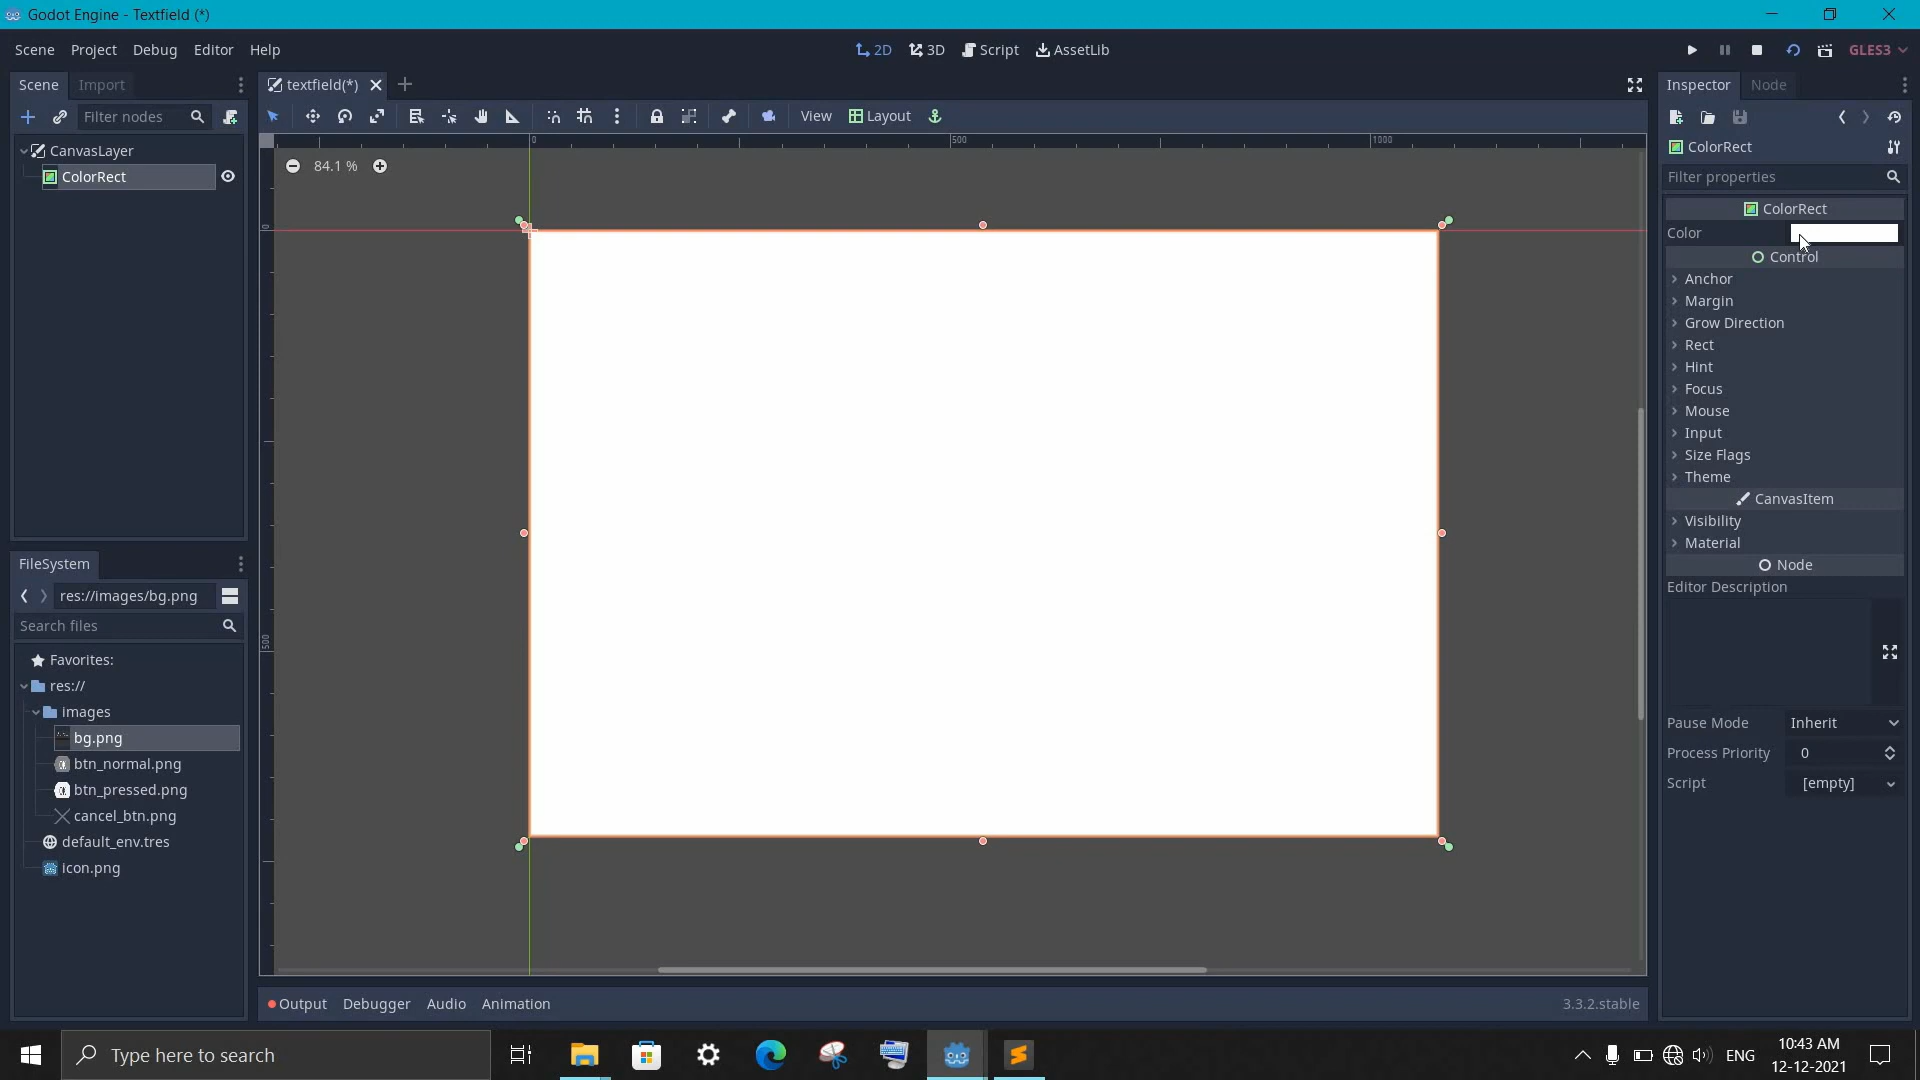 Godot Engine - Textfield (*)
Scene Project Debug Editor Help
2D 3D Script AssetLib
GLES3
Scene Import
textfield(*)
Inspector Node
Filter nodes
View Layout
CanvasLayer
ColorRect
84.1 %
0
500
1000
0
500
ColorRect
Filter properties
ColorRect
Color
Control
Anchor
Margin
Grow Direction
Rect
Hint
Focus
Mouse
Input
Size Flags
Theme
CanvasItem
Visibility
Material
Node
Editor Description
Pause Mode Inherit
Process Priority 0
Script [empty]
FileSystem
res://images/bg.png
Search files
Favorites:
res://
images
bg.png
btn_normal.png
btn_pressed.png
cancel_btn.png
default_env.tres
icon.png
Output Debugger Audio Animation
3.3.2.stable
Type here to search
ENG
10:43 AM
12-12-2021